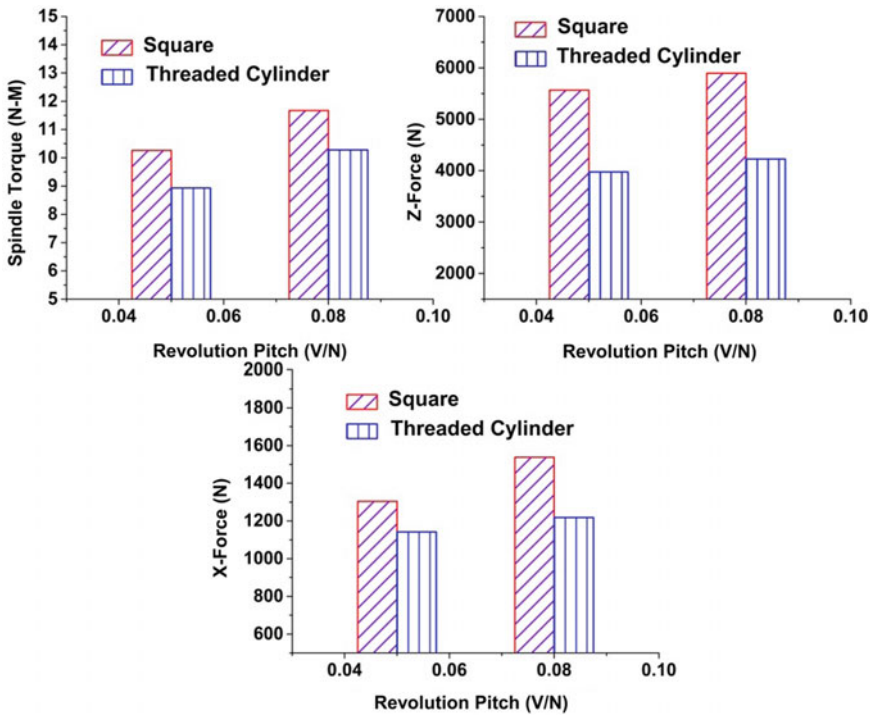 15
14
13
12
11
10
9
8
7
6
5
Spindle Torque (N-M)
Square
Threaded Cylinder
0.04 0.06 0.08 0.10
Revolution Pitch (V/N)
7000
6000
5000
4000
3000
2000
Z-Force (N)
Square
Threaded Cylinder
0.04 0.06 0.08 0.10
Revolution Pitch (V/N)
2000
1800
1600
1400
1200
1000
800
600
X-Force (N)
Square
Threaded Cylinder
0.04 0.06 0.08 0.10
Revolution Pitch (V/N)